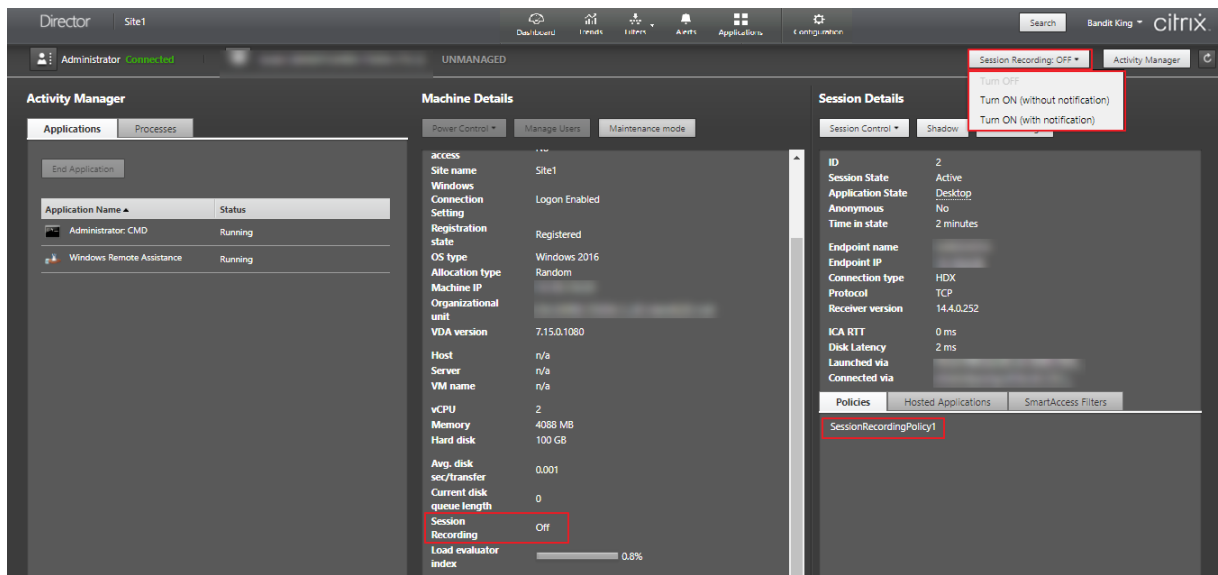 Director Site1 Dashboard Trends Filters Alerts Applications Configuration Search Bandit King citrix
Administrator Connected UNMANAGED Session Recording: OFF Activity Manager
Turn OFF
Turn ON (without notification)
Turn ON (with notification)
Activity Manager
Applications Processes
End Application
Application Name Status
Administrator: CMD Running
Windows Remote Assistance Running
Machine Details
Power Control Manage Users Maintenance mode
access No
Site name Site1
Windows
Connection Logon Enabled
Setting
Registration
state Registered
OS type Windows 2016
Allocation type Random
Machine IP
Organizational
unit
VDA version 7.15.0.1080
Host n/a
Server n/a
VM name n/a
vCPU 2
Memory 4088 MB
Hard disk 100 GB
Avg. disk
sec/transfer 0.001
Current disk
queue length 0
Session
Recording Off
Load evaluator
index 0.8%
Session Details
Session Control Shadow
ID 2
Session State Active
Application State Desktop
Anonymous No
Time in state 2 minutes
Endpoint name
Endpoint IP
Connection type HDX
Protocol TCP
Receiver version 14.4.0.252
ICA RTT 0 ms
Disk Latency 2 ms
Launched via
Connected via
Policies Hosted Applications SmartAccess Filters
SessionRecordingPolicy1